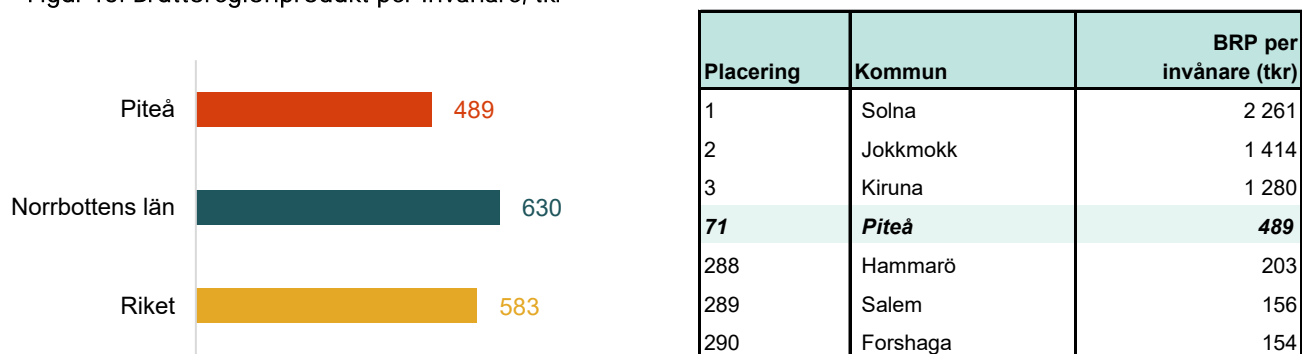 Piteå
489
Norrbottens län
630
Riket
583
Placering Kommun BRP per invånare (tkr)
1 Solna 2 261
2 Jokkmokk 1 414
3 Kiruna 1 280
71 Piteå 489
288 Hammarö 203
289 Salem 156
290 Forshaga 154